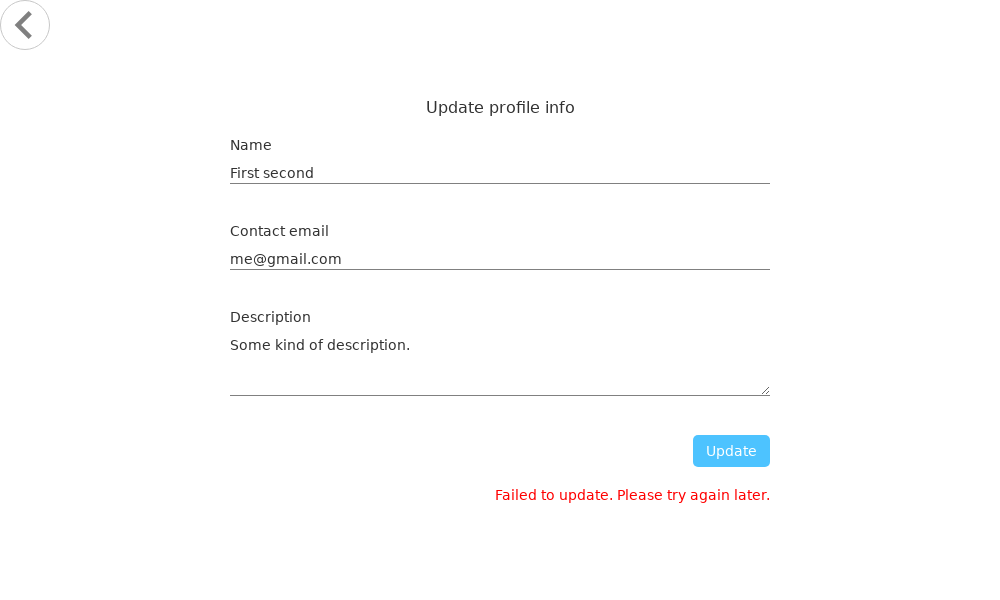 Update profile info
Name
First second
Contact email
me@gmail.com
Description
Some kind of description.
Update
Failed to update. Please try again later.